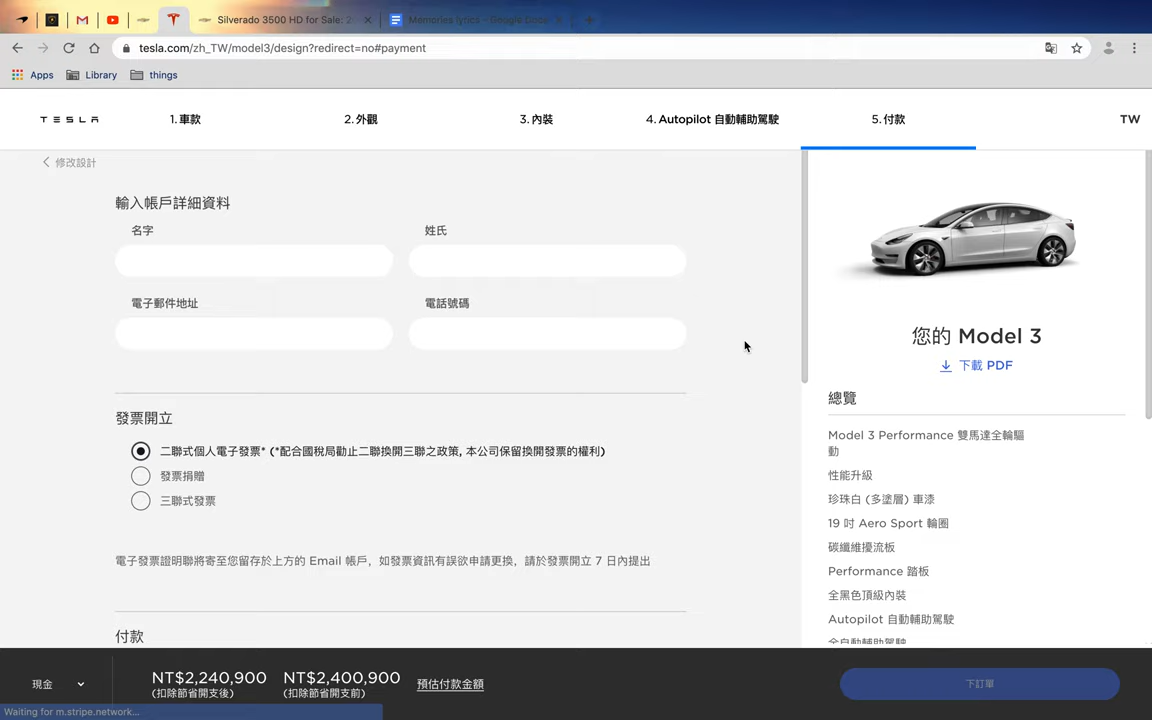 Silverado 3500 HD for Sale: 2
Memories lyrics - Google Docs
tesla.com/zh_TW/model3/design?redirect=no#payment
Apps
Library
things
TESLA
1.車款
2.外觀
3.內裝
4.Autopilot 自動輔助駕駛
5.付款
TW
修改設計
輸入帳戶詳細資料
名字
姓氏
電子郵件地址
電話號碼
發票開立
二聯式個人電子發票* (*配合國稅局勸止二聯換開三聯之政策, 本公司保留換開發票的權利)
發票捐贈
三聯式發票
電子發票證明聯將寄至您留存於上方的 Email 帳戶，如發票資訊有誤欲申請更換，請於發票開立 7 日內提出
付款
您的 Model 3
下載 PDF
總覽
Model 3 Performance 雙馬達全輪驅
動
性能升級
珍珠白 (多塗層) 車漆
19 吋 Aero Sport 輪圈
碳纖維擾流板
Performance 踏板
全黑色頂級內裝
Autopilot 自動輔助駕駛
全自動輔助駕駛
現金
NT$2,240,900
(扣除節省開支後)
NT$2,400,900
(扣除節省開支前)
預估付款金額
下訂單
Waiting for m.stripe.network...